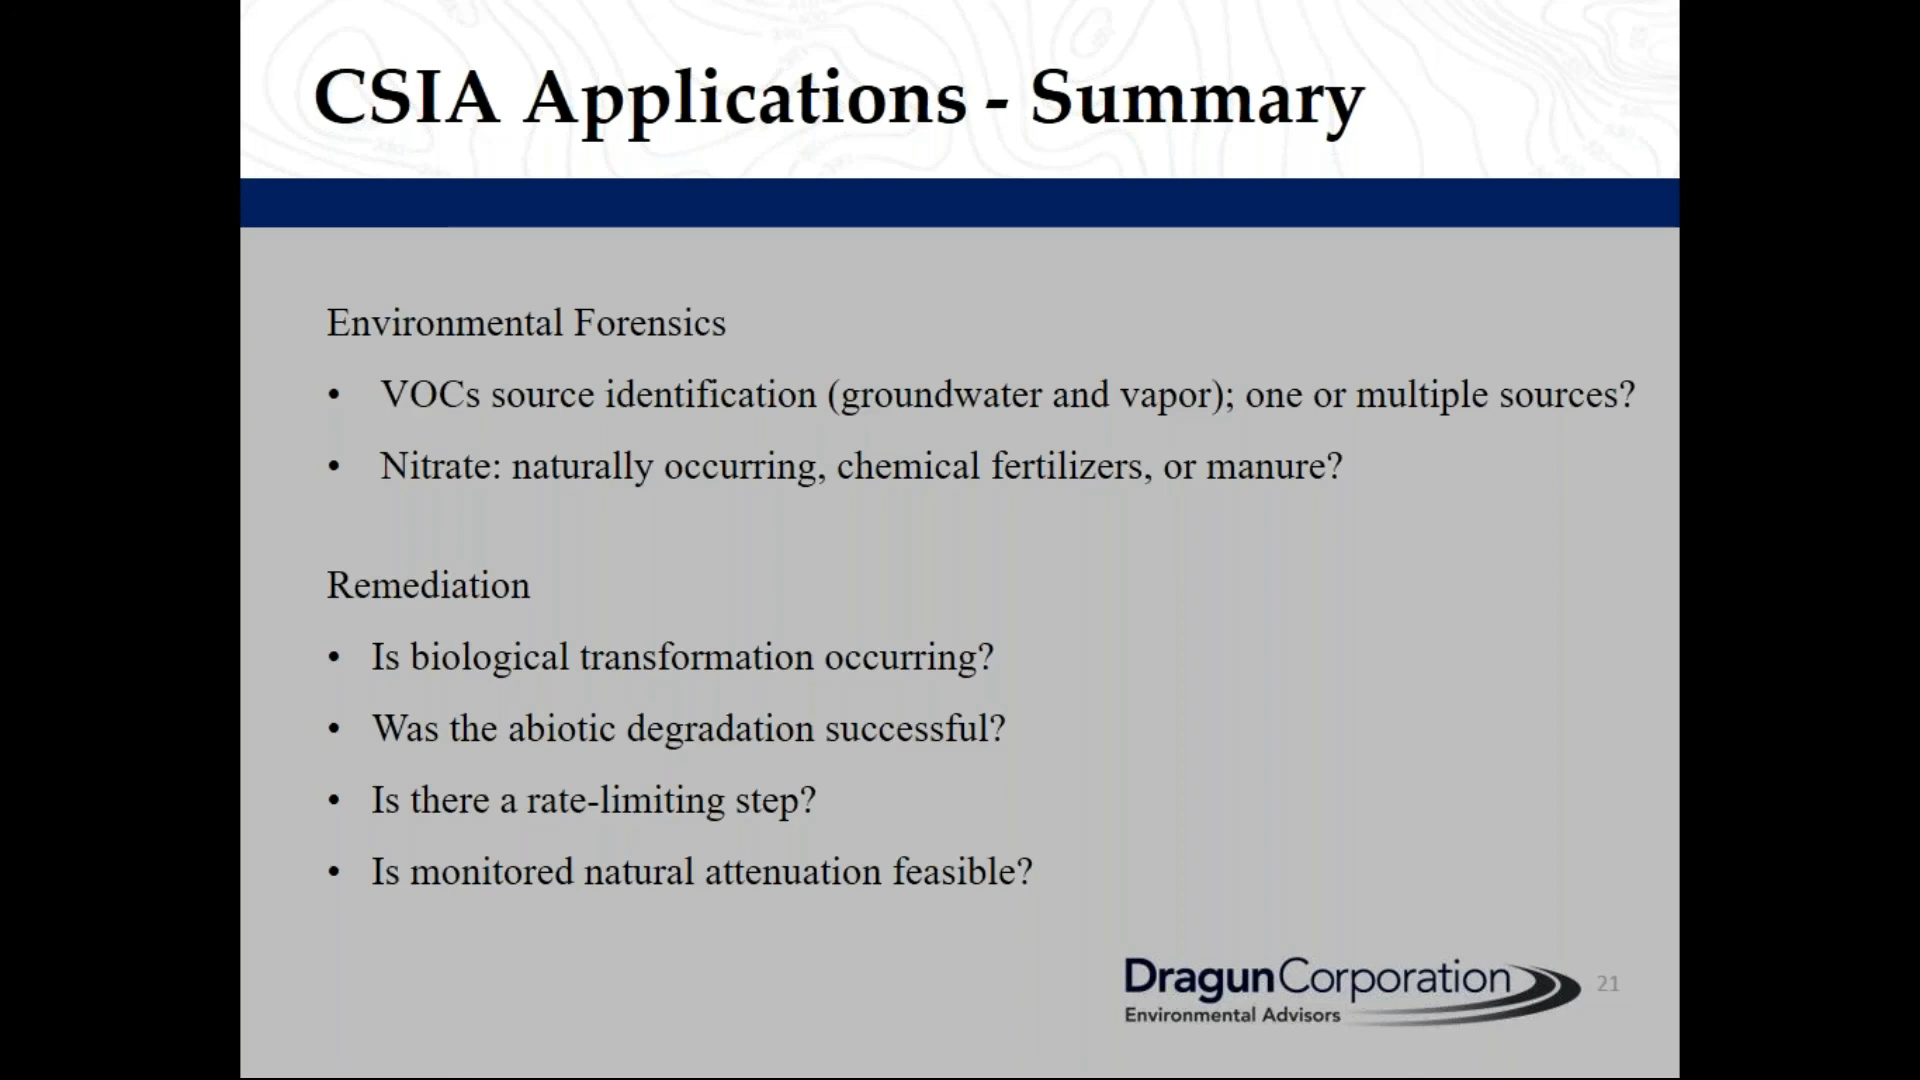 CSIA Applications - Summary
Environmental Forensics
• VOCs source identification (groundwater and vapor); one or multiple sources?
• Nitrate: naturally occurring, chemical fertilizers, or manure?
Remediation
• Is biological transformation occurring?
• Was the abiotic degradation successful?
• Is there a rate-limiting step?
• Is monitored natural attenuation feasible?
DragunCorporation
Environmental Advisors
21